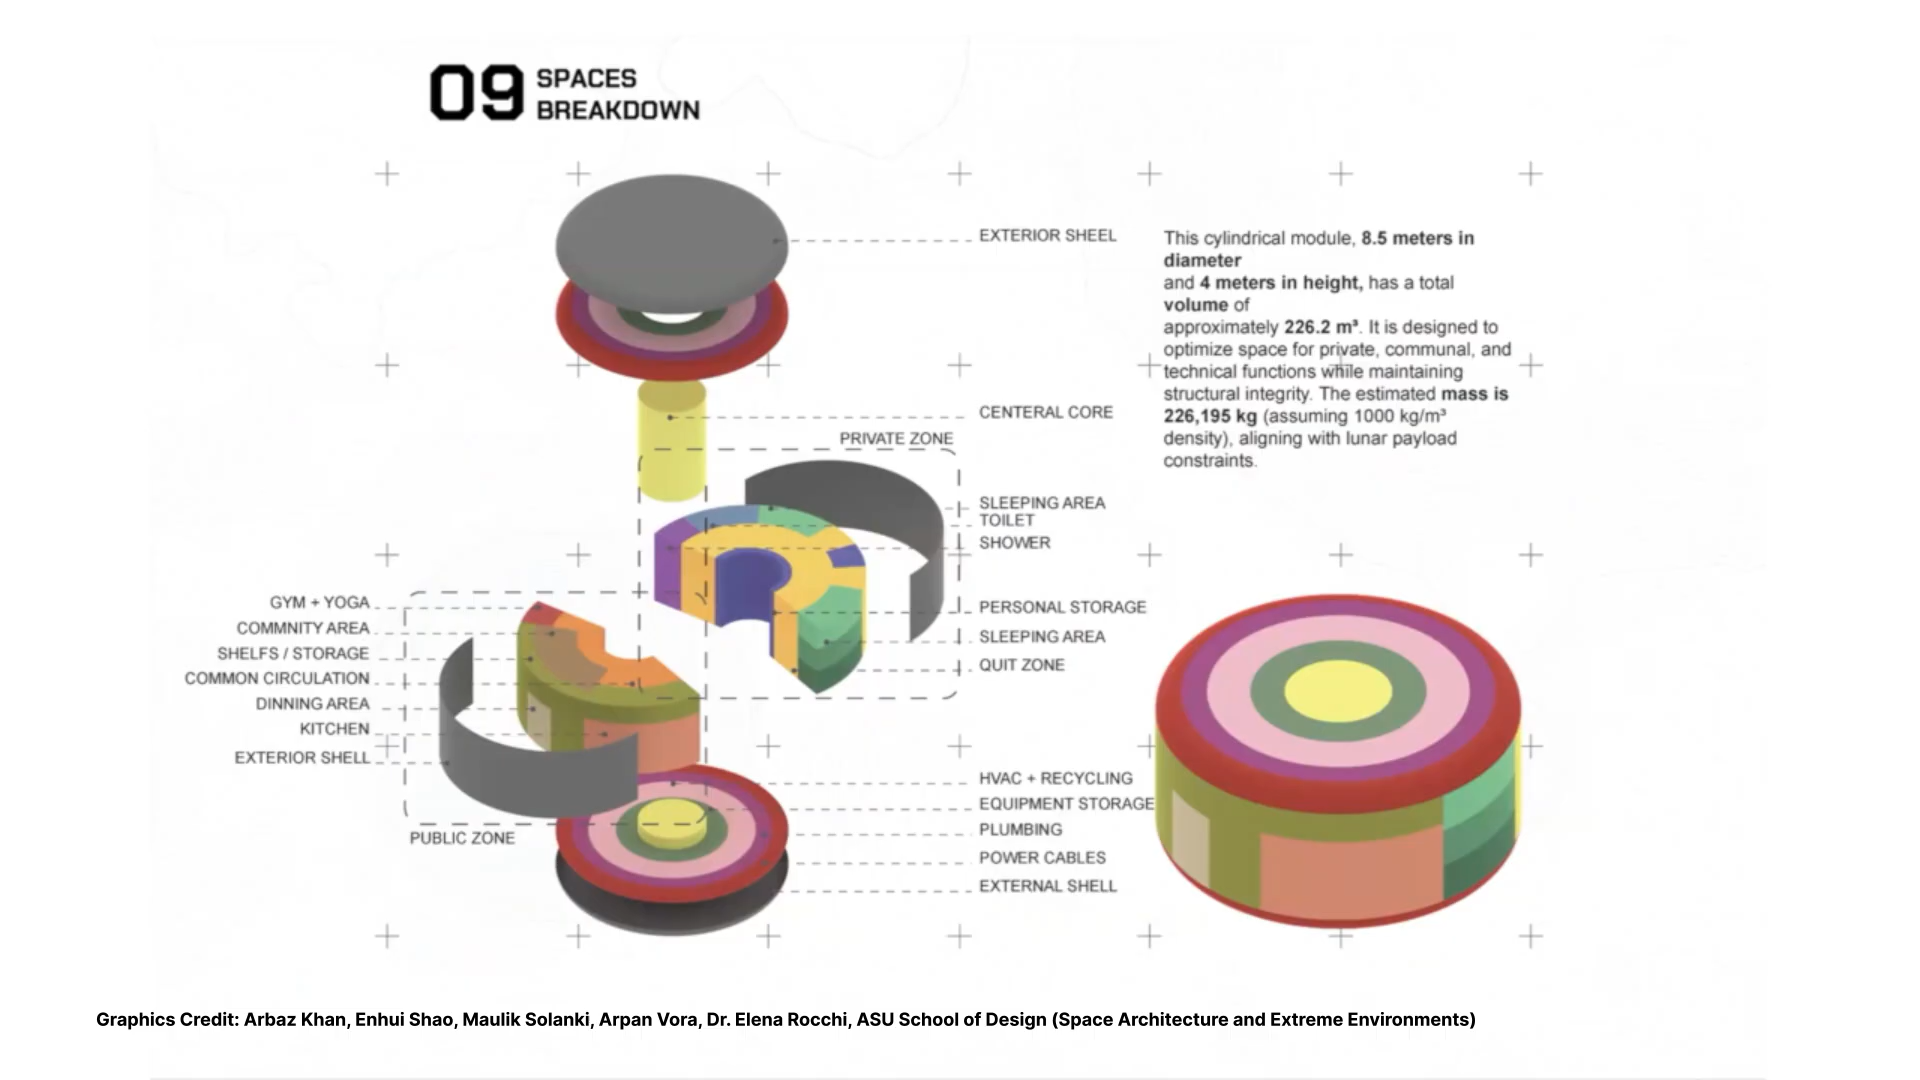 09 SPACES
BREAKDOWN
EXTERIOR SHEEL
This cylindrical module, 8.5 meters in
diameter
and 4 meters in height, has a total
volume of
approximately 226.2 m³. It is designed to
optimize space for private, communal, and
technical functions while maintaining
structural integrity. The estimated mass is
226,195 kg (assuming 1000 kg/m³
density), aligning with lunar payload
constraints.
CENTERAL CORE
PRIVATE ZONE
SLEEPING AREA
TOILET
SHOWER
PERSONAL STORAGE
SLEEPING AREA
QUIT ZONE
GYM + YOGA
COMMNITY AREA
SHELFS / STORAGE
COMMON CIRCULATION
DINNING AREA
KITCHEN
EXTERIOR SHELL
PUBLIC ZONE
HVAC + RECYCLING
EQUIPMENT STORAGE
PLUMBING
POWER CABLES
EXTERNAL SHELL
Graphics Credit: Arbaz Khan, Enhui Shao, Maulik Solanki, Arpan Vora, Dr. Elena Rocchi, ASU School of Design (Space Architecture and Extreme Environments)